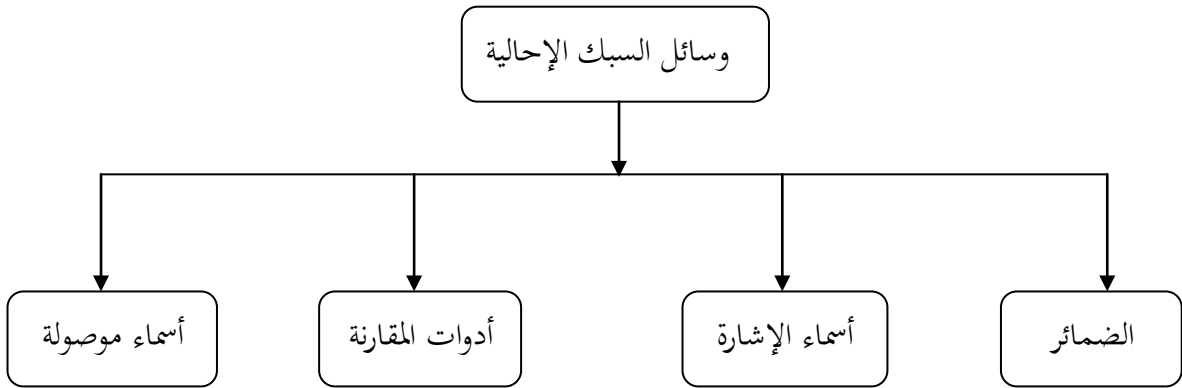 وسائل السبك الإحالية
الضمائر
أسماء الإشارة
أدوات المقارنة
أسماء موصولة